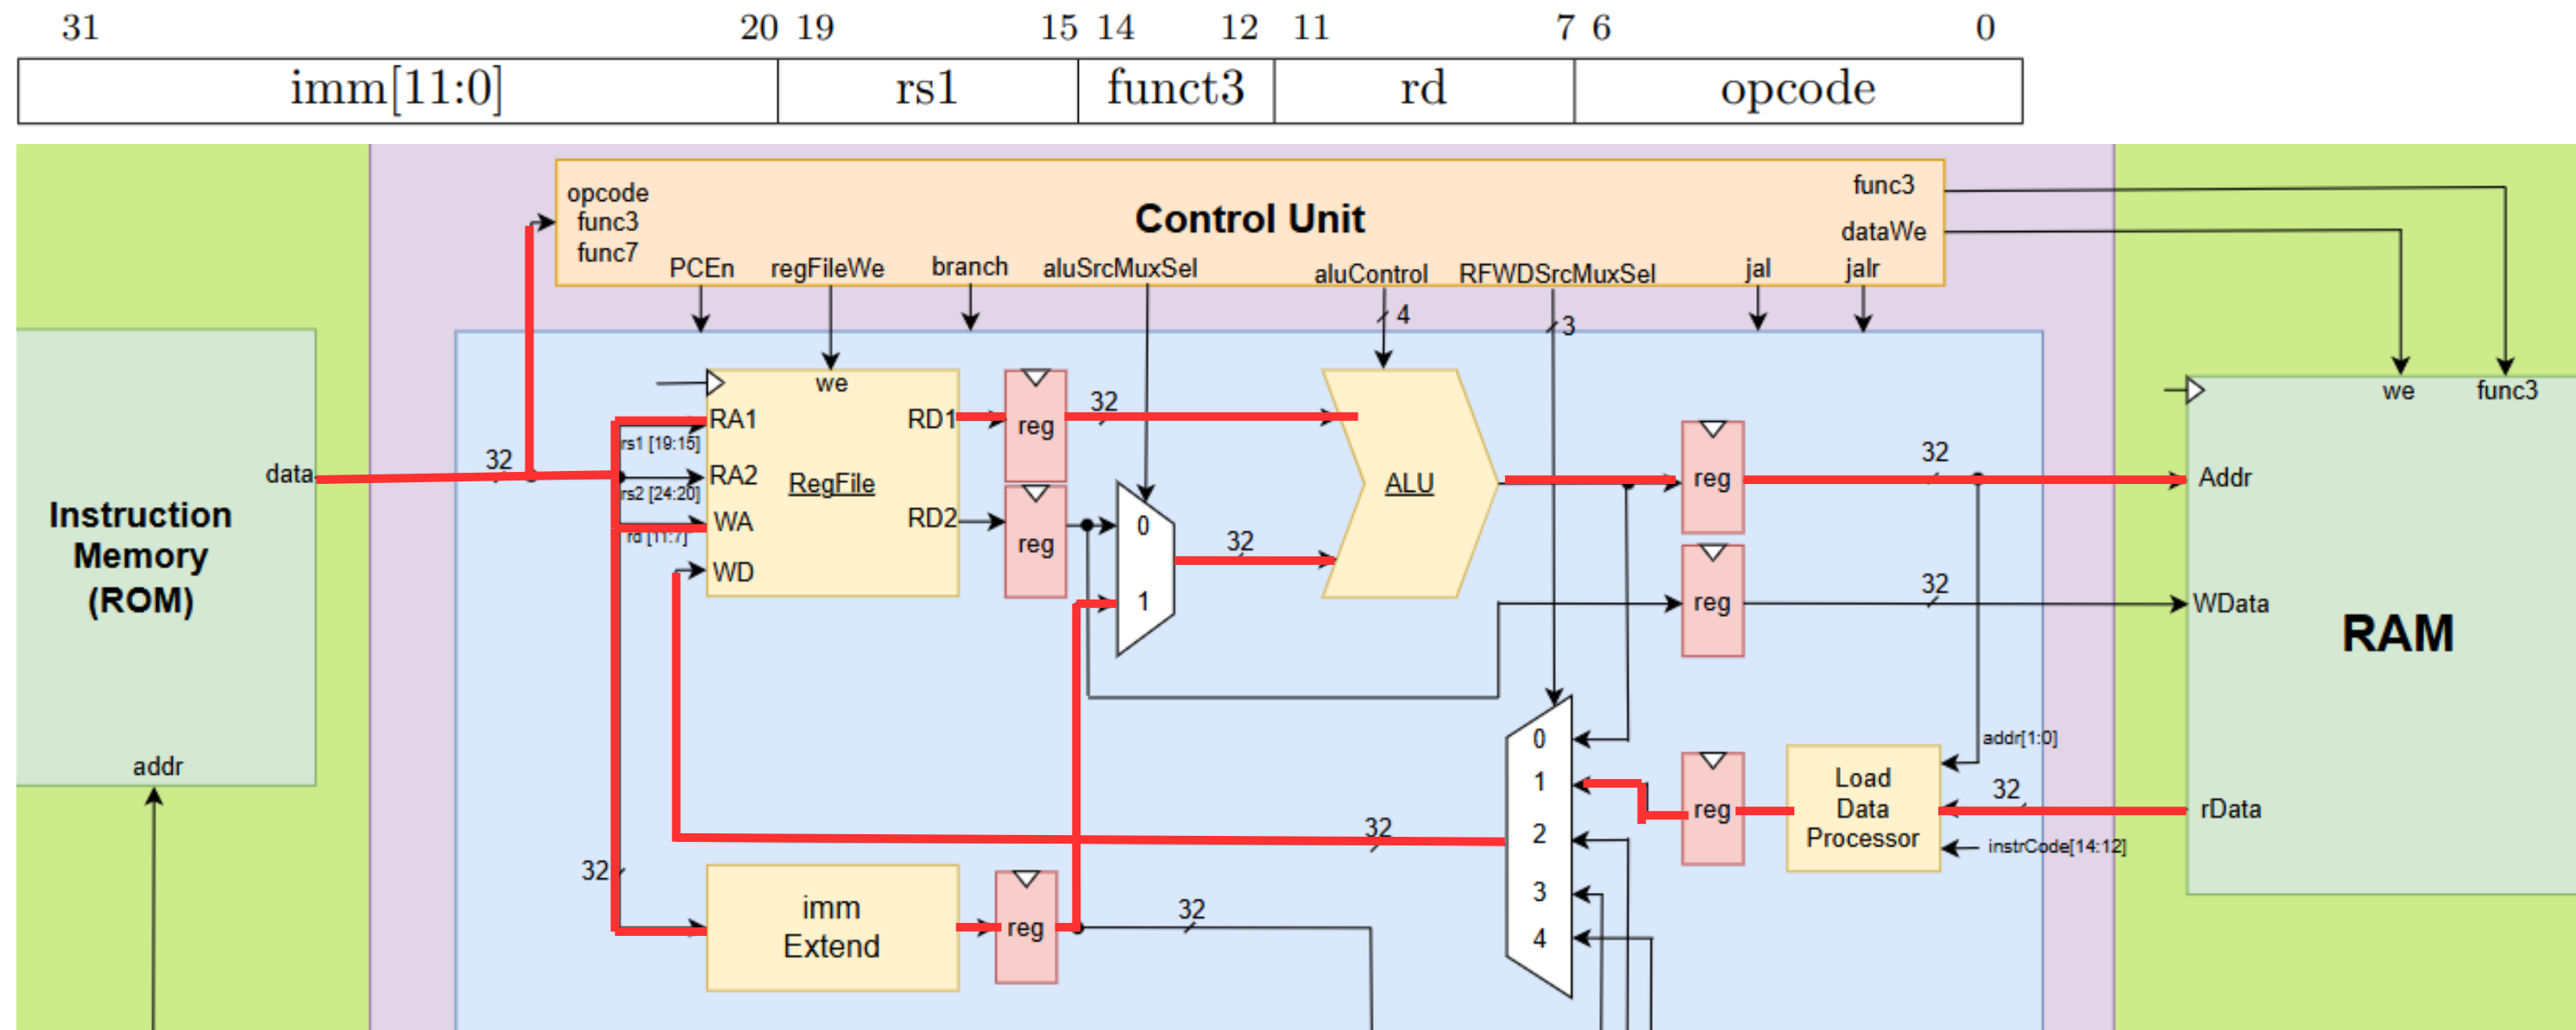 31 20 19 15 14 12 11 7 6 0
imm[11:0] rs1 funct3 rd opcode
opcode
func3
func7
Control Unit
func3
dataWe
PCEn regFileWe branch aluSrcMuxSel aluControl RFWDSrcMuxSel jal jalr
4
3
we
we func3
RA1
RD1
32
reg
rs1 [19:15]
data
32
RA2
RegFile
ALU
reg
32
Addr
rs2 [24:20]
WA
RD2
0
rd [11:7]
reg
32
WD
1
reg
32
WData
Instruction
Memory
(ROM)
RAM
addr
0
addr[1:0]
1
reg
Load
Data
Processor
32
rData
2
32
instrCode[14:12]
32
3
imm
Extend
reg
32
4